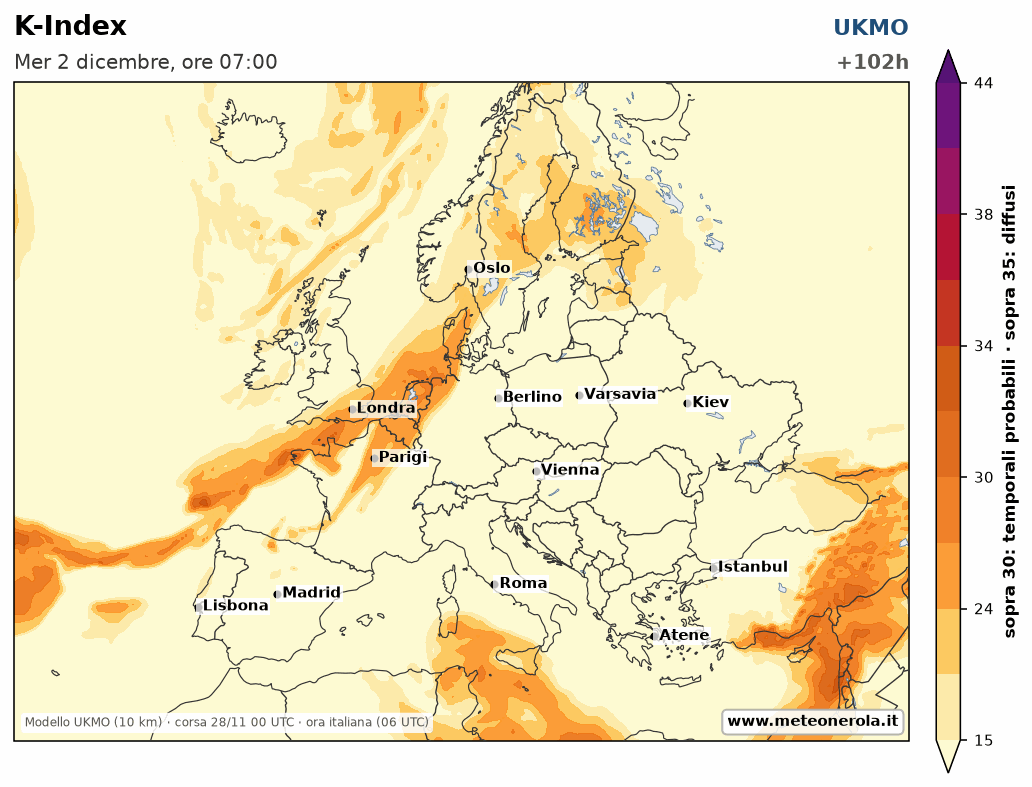 K-Index
UKMO
Mer 2 dicembre, ore 07:00
+102h
44
38
34
30
24
15
sopra 30: temporali probabili · sopra 35: diffusi
Oslo
Londra
Berlino
Varsavia
Kiev
Parigi
Vienna
Istanbul
Roma
Madrid
Lisbona
Atene
Modello UKMO (10 km) · corsa 28/11 00 UTC · ora italiana (06 UTC)
www.meteonerola.it